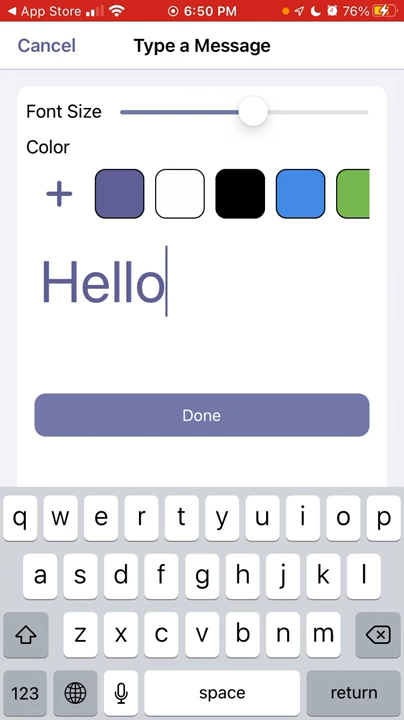 App Store
6:50 PM
76%
Cancel
Type a Message
Font Size
Color
+
Hello
Done
q w e r t y u i o p
a s d f g h j k l
z x c v b n m
123 space return